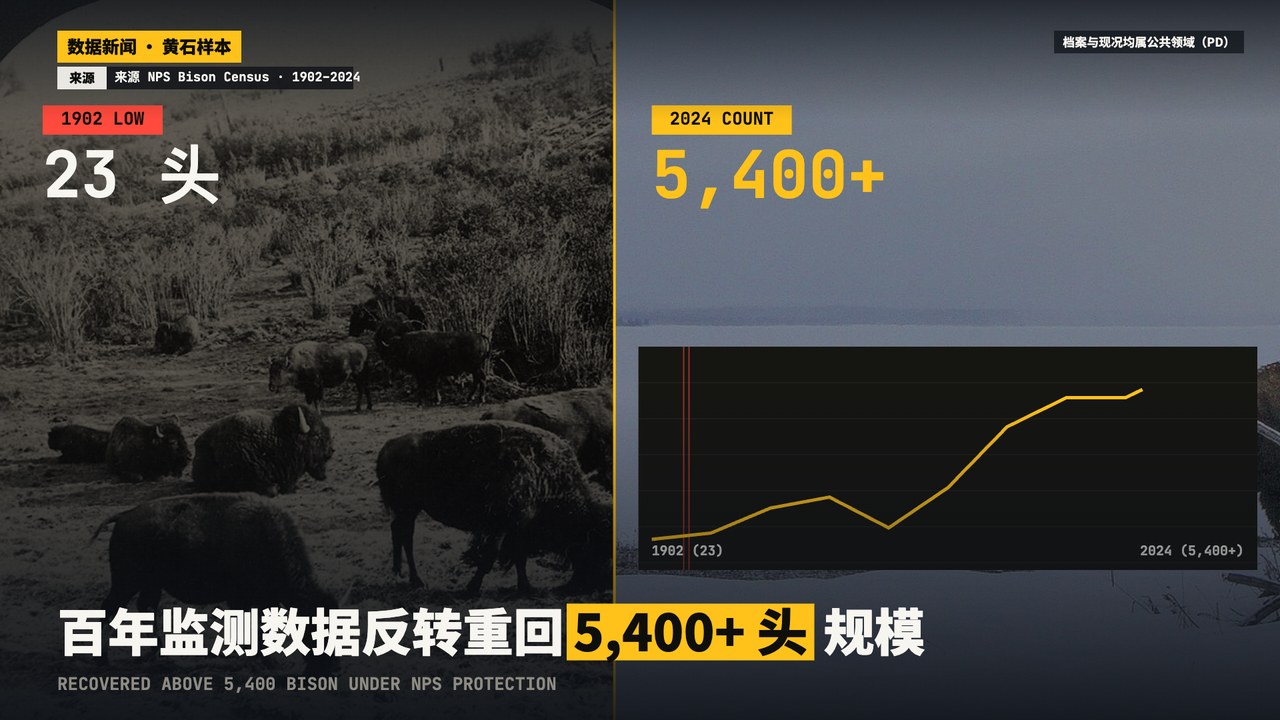 数据新闻 · 黄石样本
来源 来源 NPS Bison Census · 1902–2024
档案与现况均属公共领域（PD）
1902 LOW
23 头
2024 COUNT
5,400+
1902 (23)
2024 (5,400+)
百年监测数据反转重回 5,400+ 头 规模
RECOVERED ABOVE 5,400 BISON UNDER NPS PROTECTION